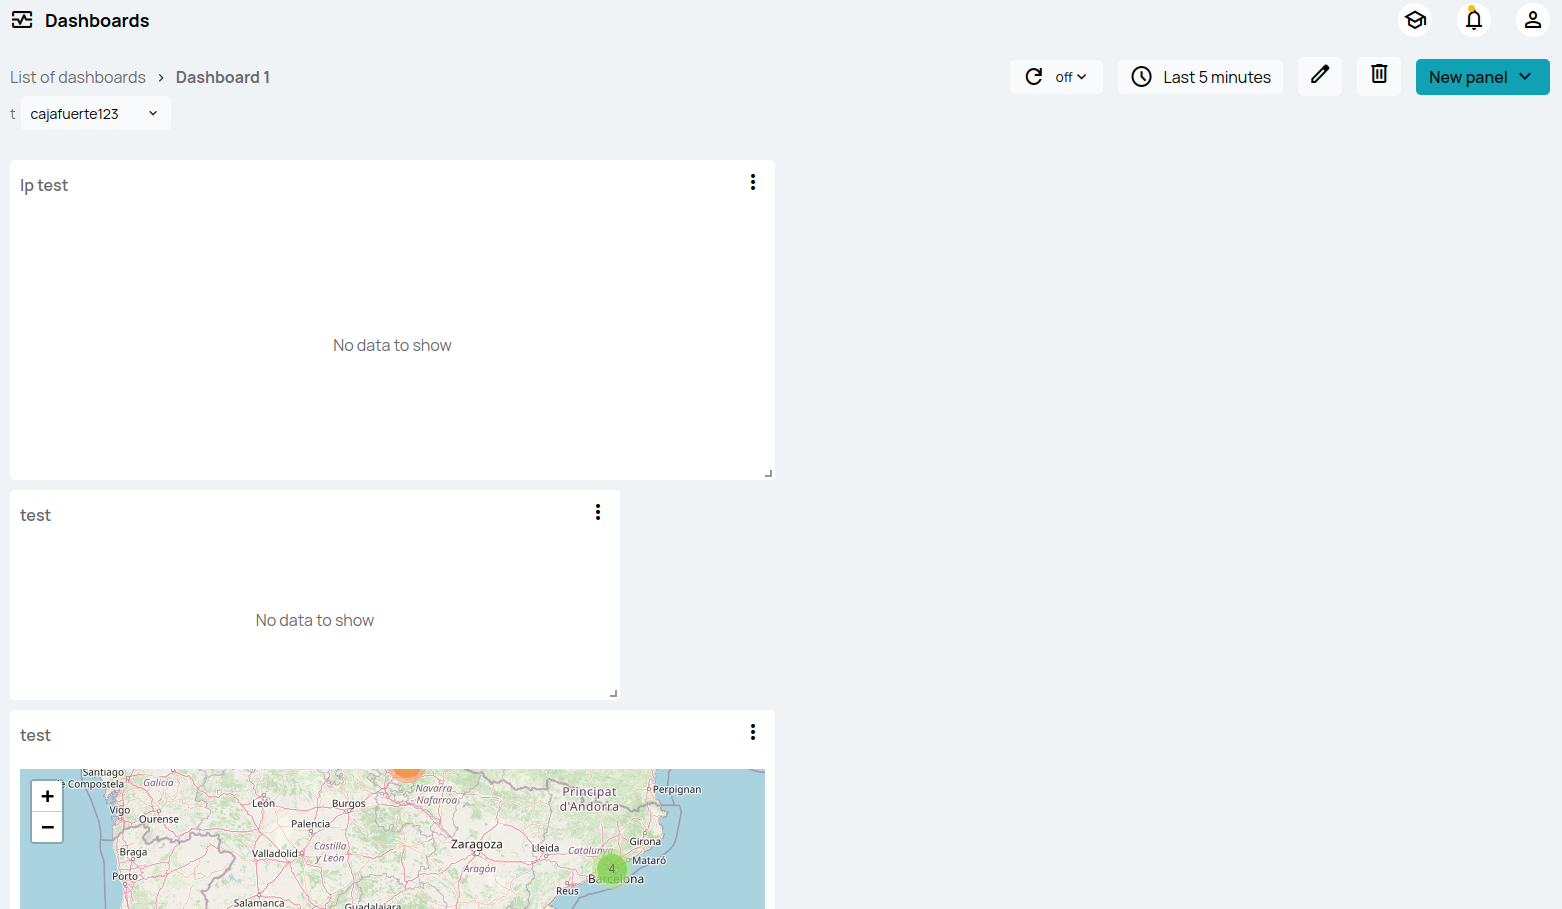 Dashboards
List of dashboards > Dashboard 1
off
Last 5 minutes
New panel
t
cajafuerte123
Ip test
No data to show
test
No data to show
test
+
−
Santiago
de Compostela
Galicia
Vigo
Ourense
León
Burgos
Navarra
Nafarroa
Principat
d'Andorra
Perpignan
Palencia
Braga
Porto
Valladolid
Castilla
y León
Zaragoza
Aragón
Lleida
Catalunya
Girona
Mataró
4
Barcelona
Reus
Salamanca
Guadalajara